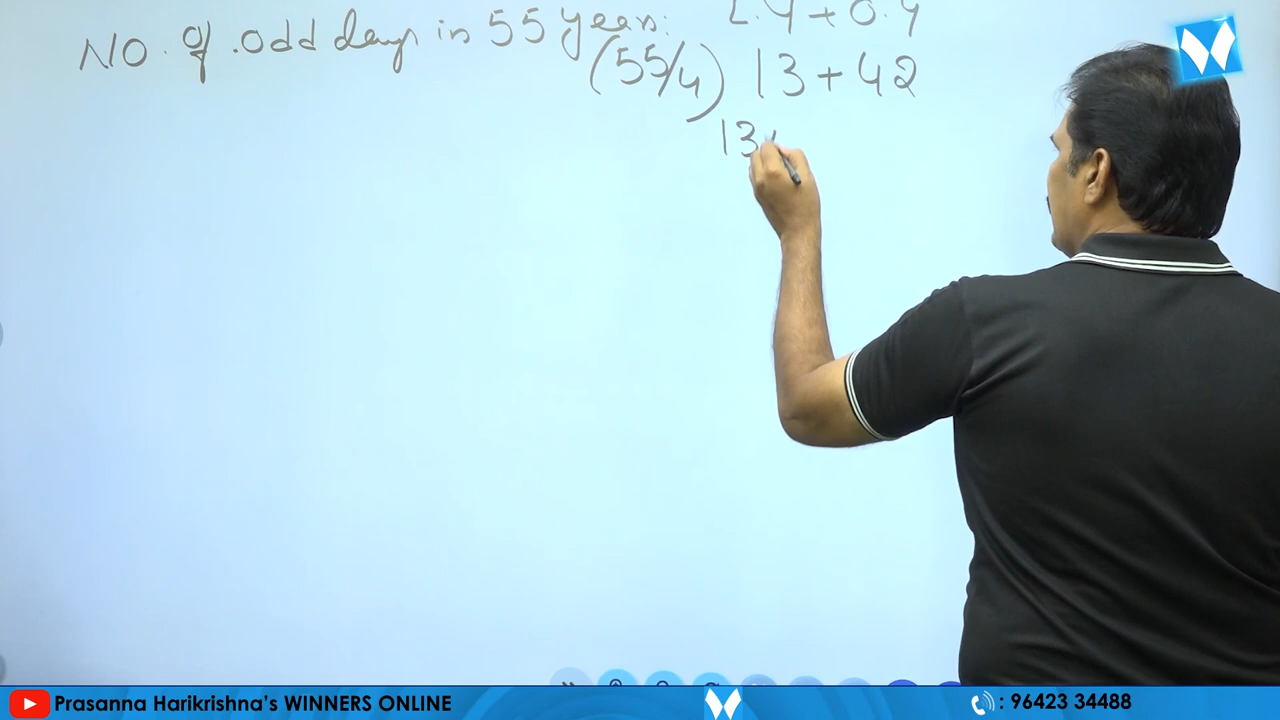 NO. of odd days in 55 years: L.Y + O.Y
(55/4) 13 + 42
13
Prasanna Harikrishna's WINNERS ONLINE
: 96423 34488